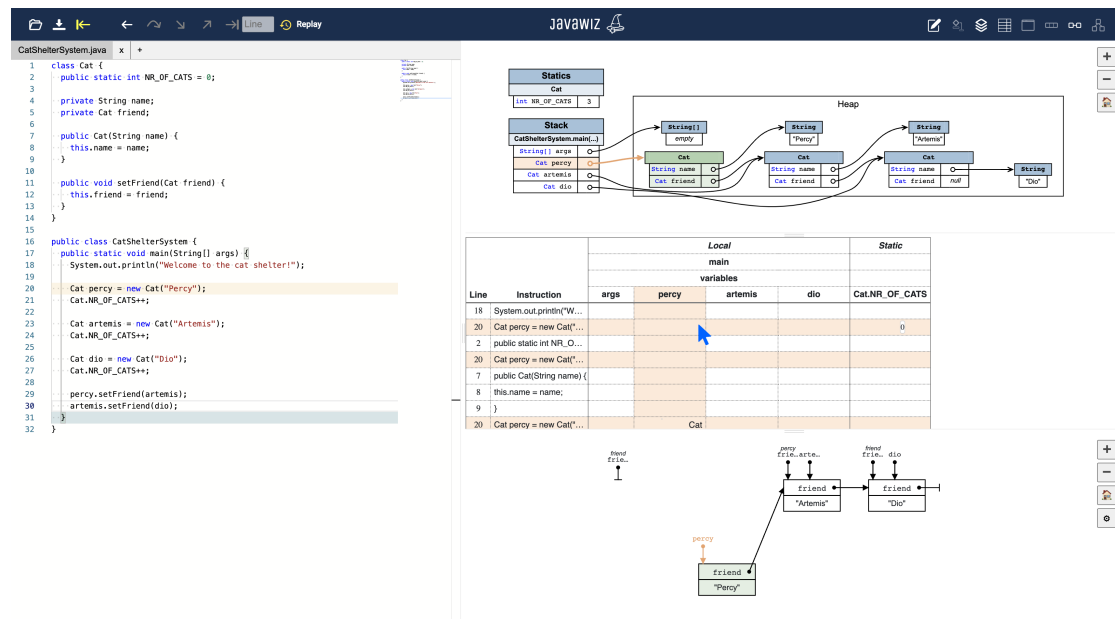 Line
Replay
JavaWiz
CatShelterSystem.java x +
1 class Cat {
2 public static int NR_OF_CATS = 0;
3
4 private String name;
5 private Cat friend;
6
7 public Cat(String name) {
8 this.name = name;
9 }
10
11 public void setFriend(Cat friend) {
12 this.friend = friend;
13 }
14 }
15
16 public class CatShelterSystem {
17 public static void main(String[] args) {
18 System.out.println("Welcome to the cat shelter!");
19
20 Cat percy = new Cat("Percy");
21 Cat.NR_OF_CATS++;
22
23 Cat artemis = new Cat("Artemis");
24 Cat.NR_OF_CATS++;
25
26 Cat dio = new Cat("Dio");
27 Cat.NR_OF_CATS++;
28
29 percy.setFriend(artemis);
30 artemis.setFriend(dio);
31 }
32 }
Statics
Cat
int NR_OF_CATS 3
Stack
CatShelterSystem.main(...)
String[] args
Cat percy
Cat artemis
Cat dio
Heap
String[]
empty
String
"Percy"
String
"Artemis"
Cat
String name
Cat friend
Cat
String name
Cat friend
Cat
String name
Cat friend null
String
"Dio"
Local Static
main
variables
Line Instruction args percy artemis dio Cat.NR_OF_CATS
18 System.out.println("W...
20 Cat percy = new Cat("... 0
2 public static int NR_O...
20 Cat percy = new Cat("...
7 public Cat(String name) {
8 this.name = name;
9 }
20 Cat percy = new Cat("... Cat
friend
frie…
percy
frie…
arte…
friend
frie…
dio
friend
"Artemis"
friend
"Dio"
percy
friend
"Percy"
+
−
+
−